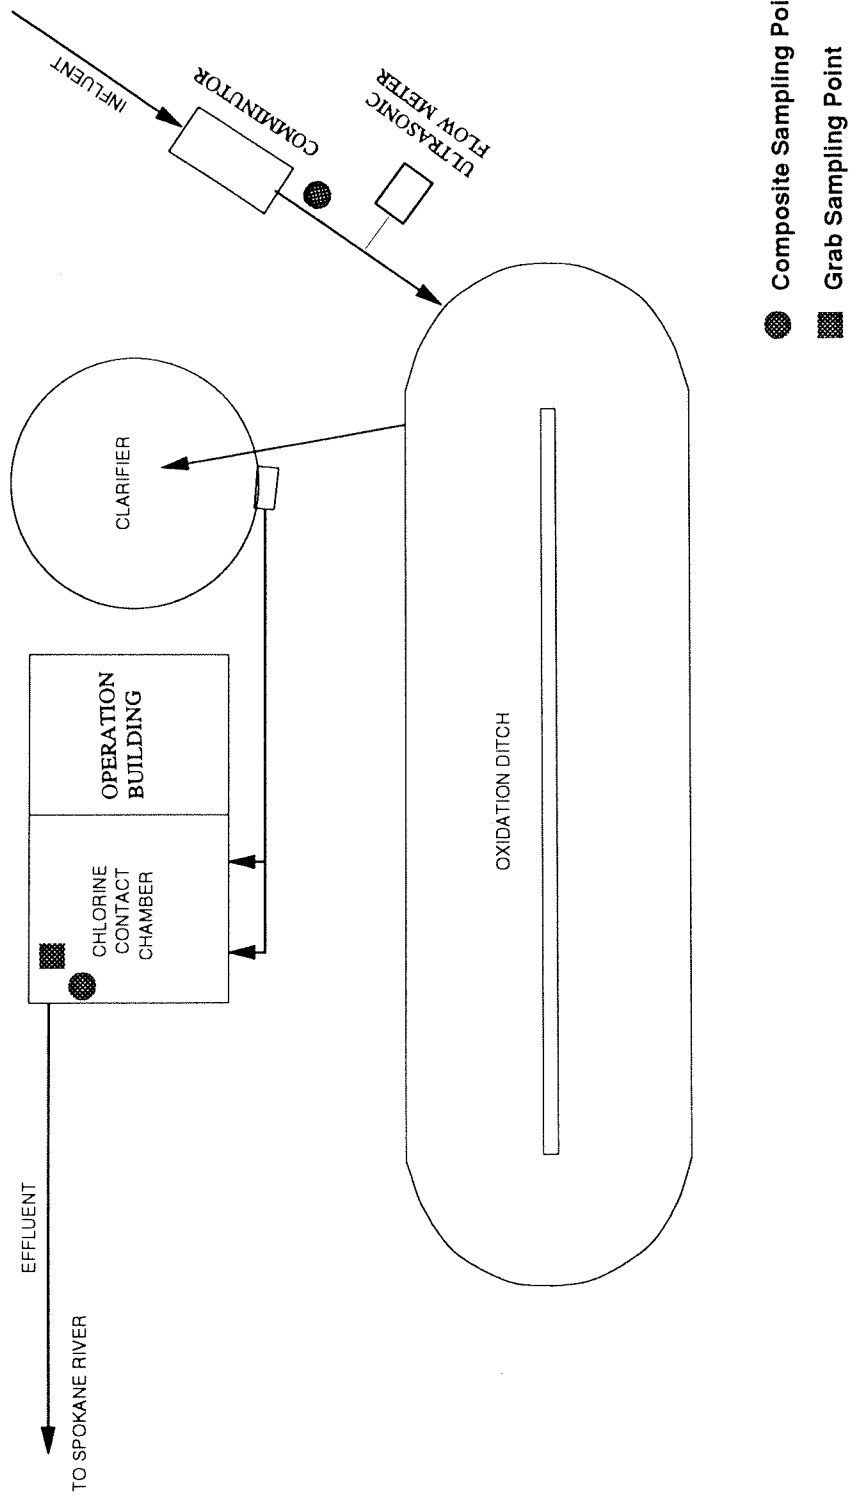 INFLUENT
COMMINUTOR
ULTRASONIC
FLOW METER
CLARIFIER
OPERATION
BUILDING
CHLORINE
CONTACT
CHAMBER
OXIDATION DITCH
EFFLUENT
TO SPOKANE RIVER
Composite Sampling Poi
Grab Sampling Point